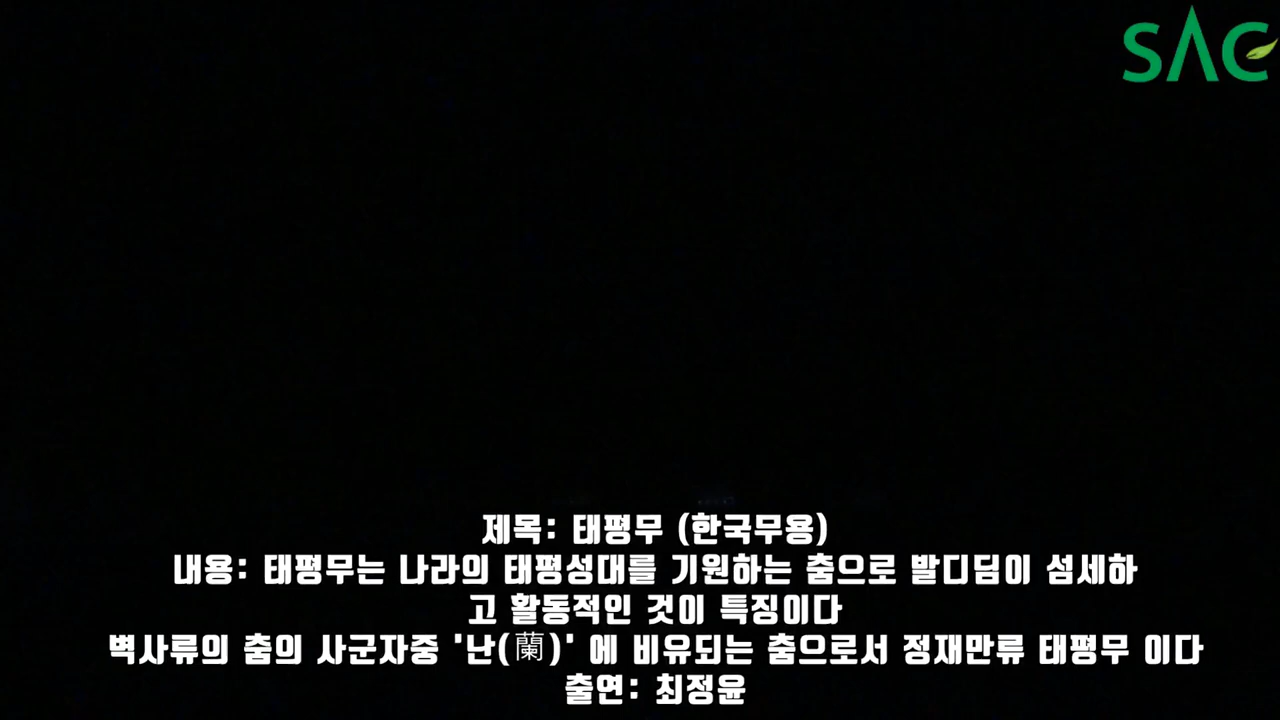 SAC
제목: 태평무 (한국무용)
내용: 태평무는 나라의 태평성대를 기원하는 춤으로 발디딤이 섬세하
고 활동적인 것이 특징이다
벽사류의 춤의 사군자중 '난(蘭)' 에 비유되는 춤으로서 정재만류 태평무 이다
출연: 최정윤